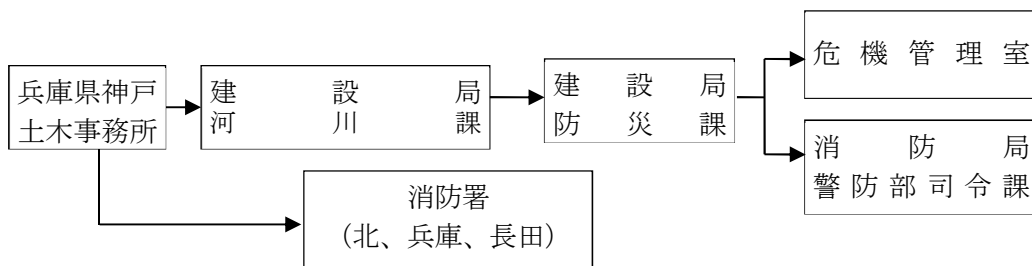 兵庫県神戸
土木事務所
建設局
河川課
建設局
防災課
危機管理室
消防局
警防部司令課
消防署
（北、兵庫、長田）